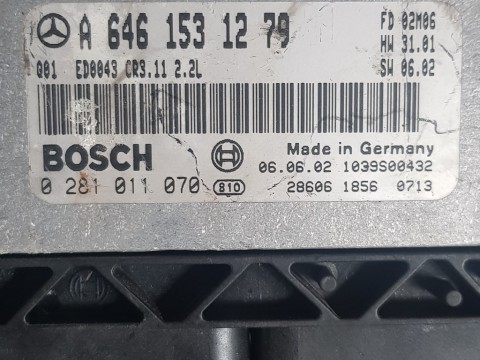 A 646 153 12 79
FD 02M06
001 ED0043 CR3.11 2.2L
HW 31.01
SW 06.02
BOSCH
Made in Germany
06.06.02 1039S00432
0 281 011 070 810
28606 1856 0713